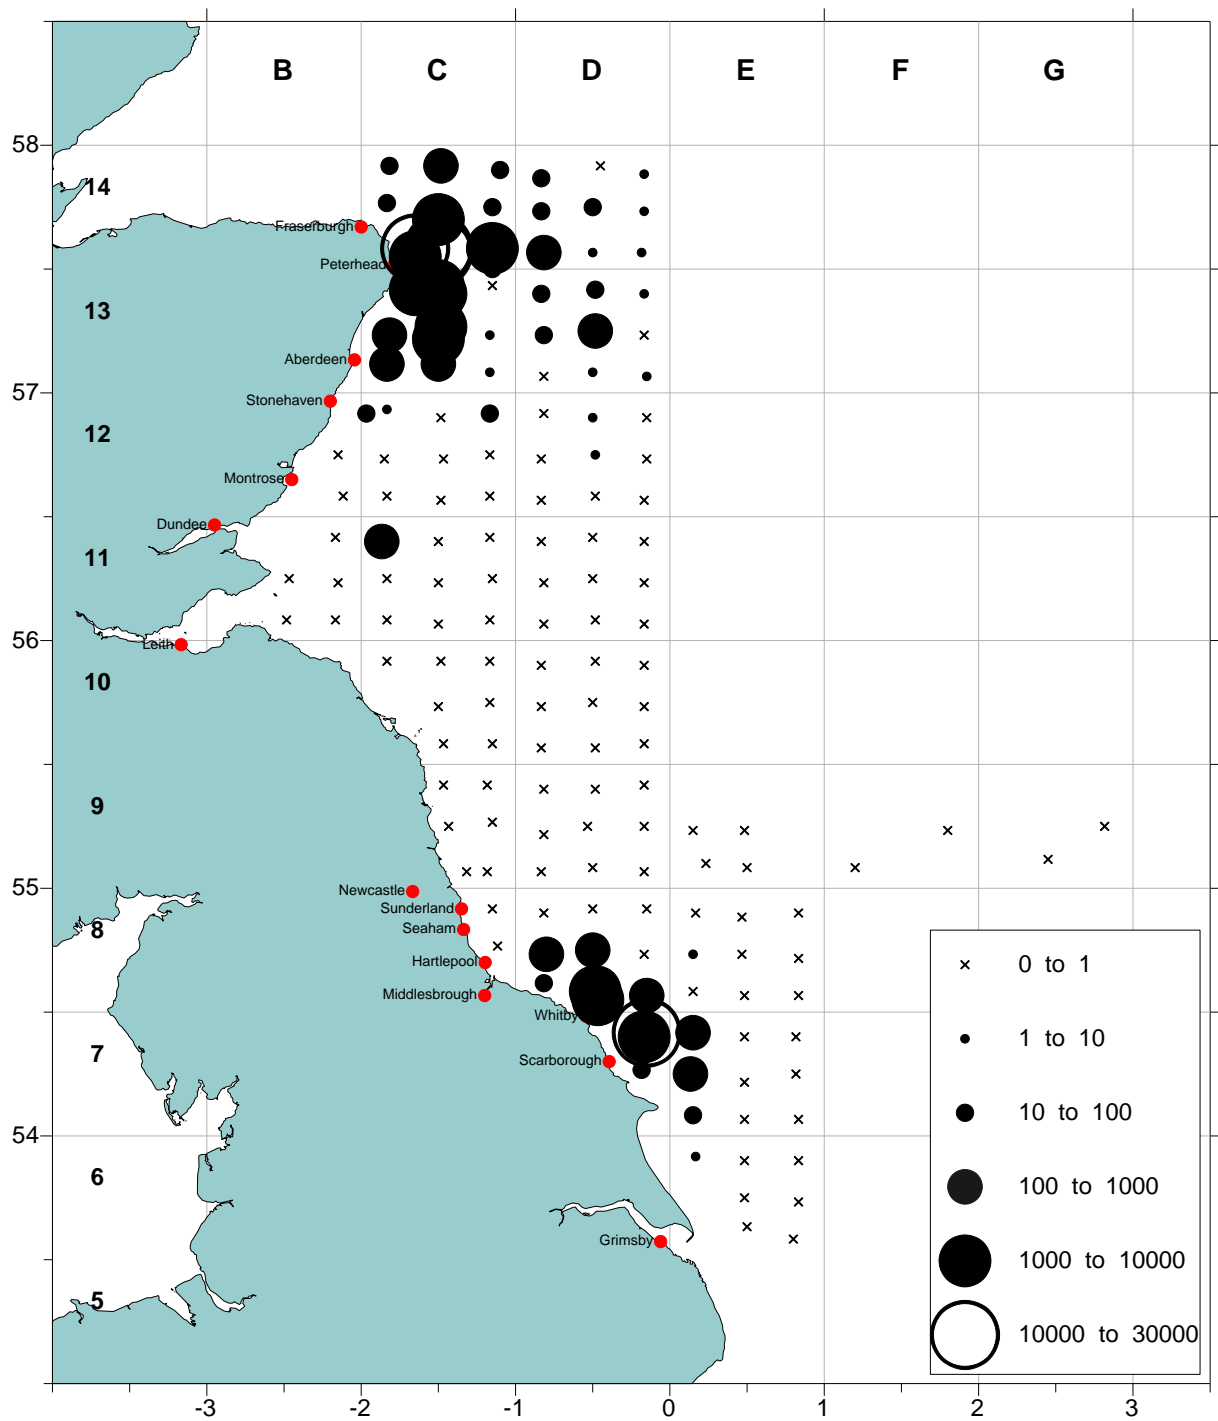 B C D E F G
58
14
Fraserburgh
Peterhead
13
Aberdeen
57
Stonehaven
12
Montrose
Dundee
11
56
Leith
10
9
55
Newcastle
Sunderland
8
Seaham
0 to 1
Hartlepool
Middlesbrough
Whitby
1 to 10
7
Scarborough
10 to 100
54
6
100 to 1000
Grimsby
1000 to 10000
5
10000 to 30000
-3 -2 -1 0 1 2 3